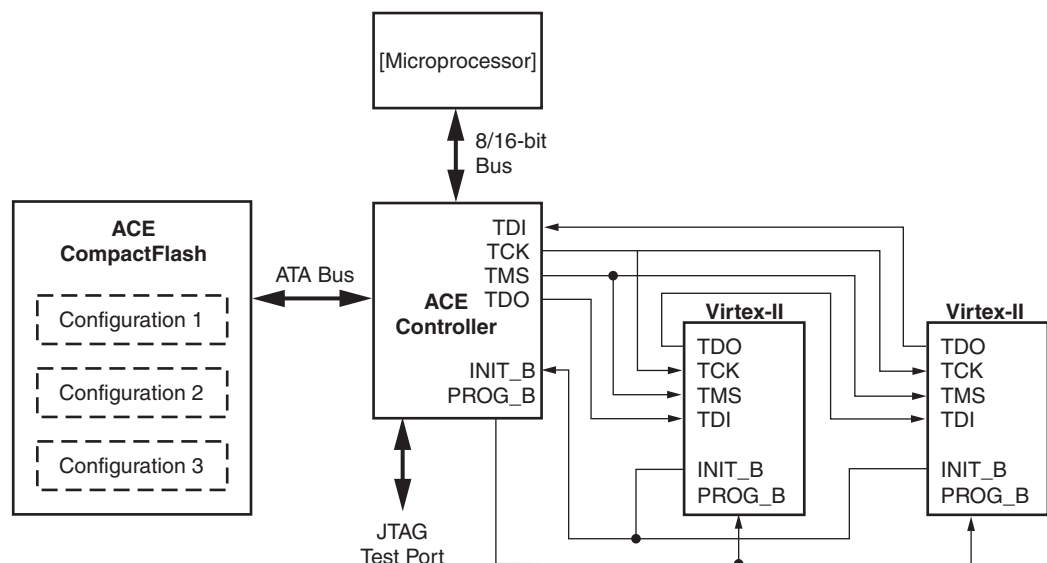 [Microprocessor]
8/16-bit
Bus
ACE
CompactFlash
Configuration 1
Configuration 2
Configuration 3
ATA Bus
TDI
TCK
TMS
TDO
ACE
Controller
INIT_B
PROG_B
JTAG
Test Port
Virtex-II
TDO
TCK
TMS
TDI
INIT_B
PROG_B
Virtex-II
TDO
TCK
TMS
TDI
INIT_B
PROG_B